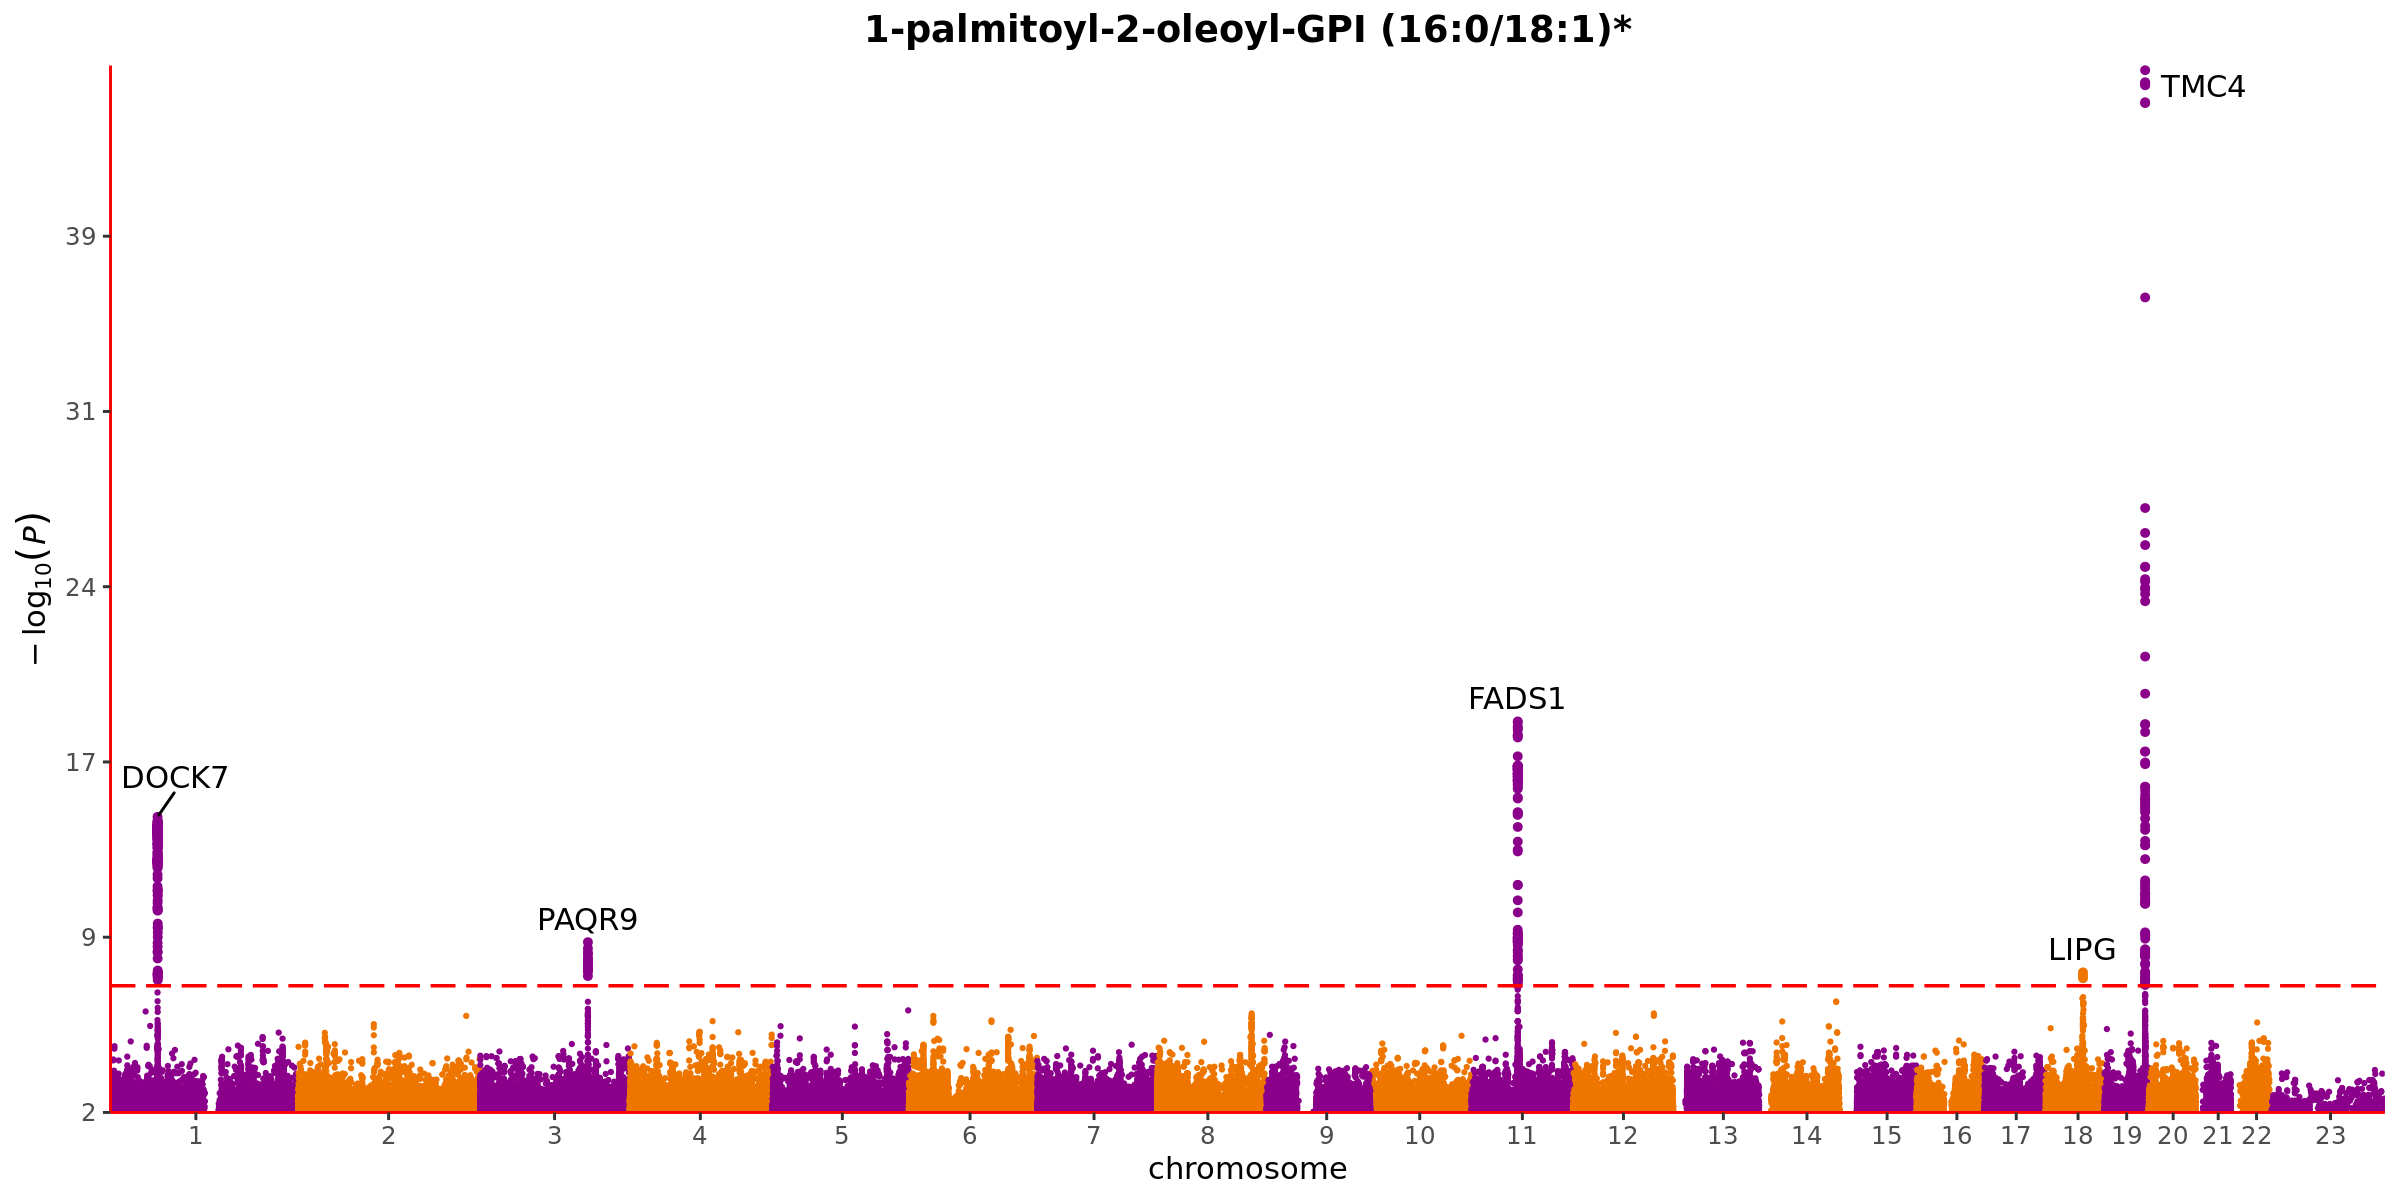 1-palmitoyl-2-oleoyl-GPI (16:0/18:1)*
TMC4
39
31
24
FADS1
17
DOCK7
PAQR9
9
LIPG
2
− log10(P)
1 2 3 4 5 6 7 8 9 10 11 12 13 14 15 16 17 18 19 20 21 22 23
chromosome